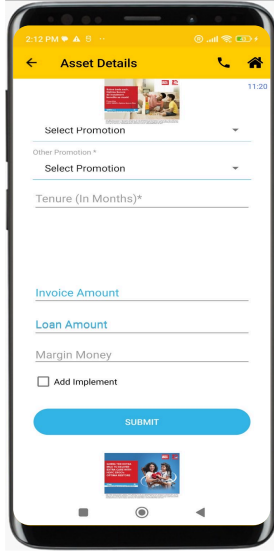 2:12 PM
Asset Details
11:20
Select Promotion
Other Promotion *
Select Promotion
Tenure (In Months)*
Invoice Amount
Loan Amount
Margin Money
Add Implement
SUBMIT